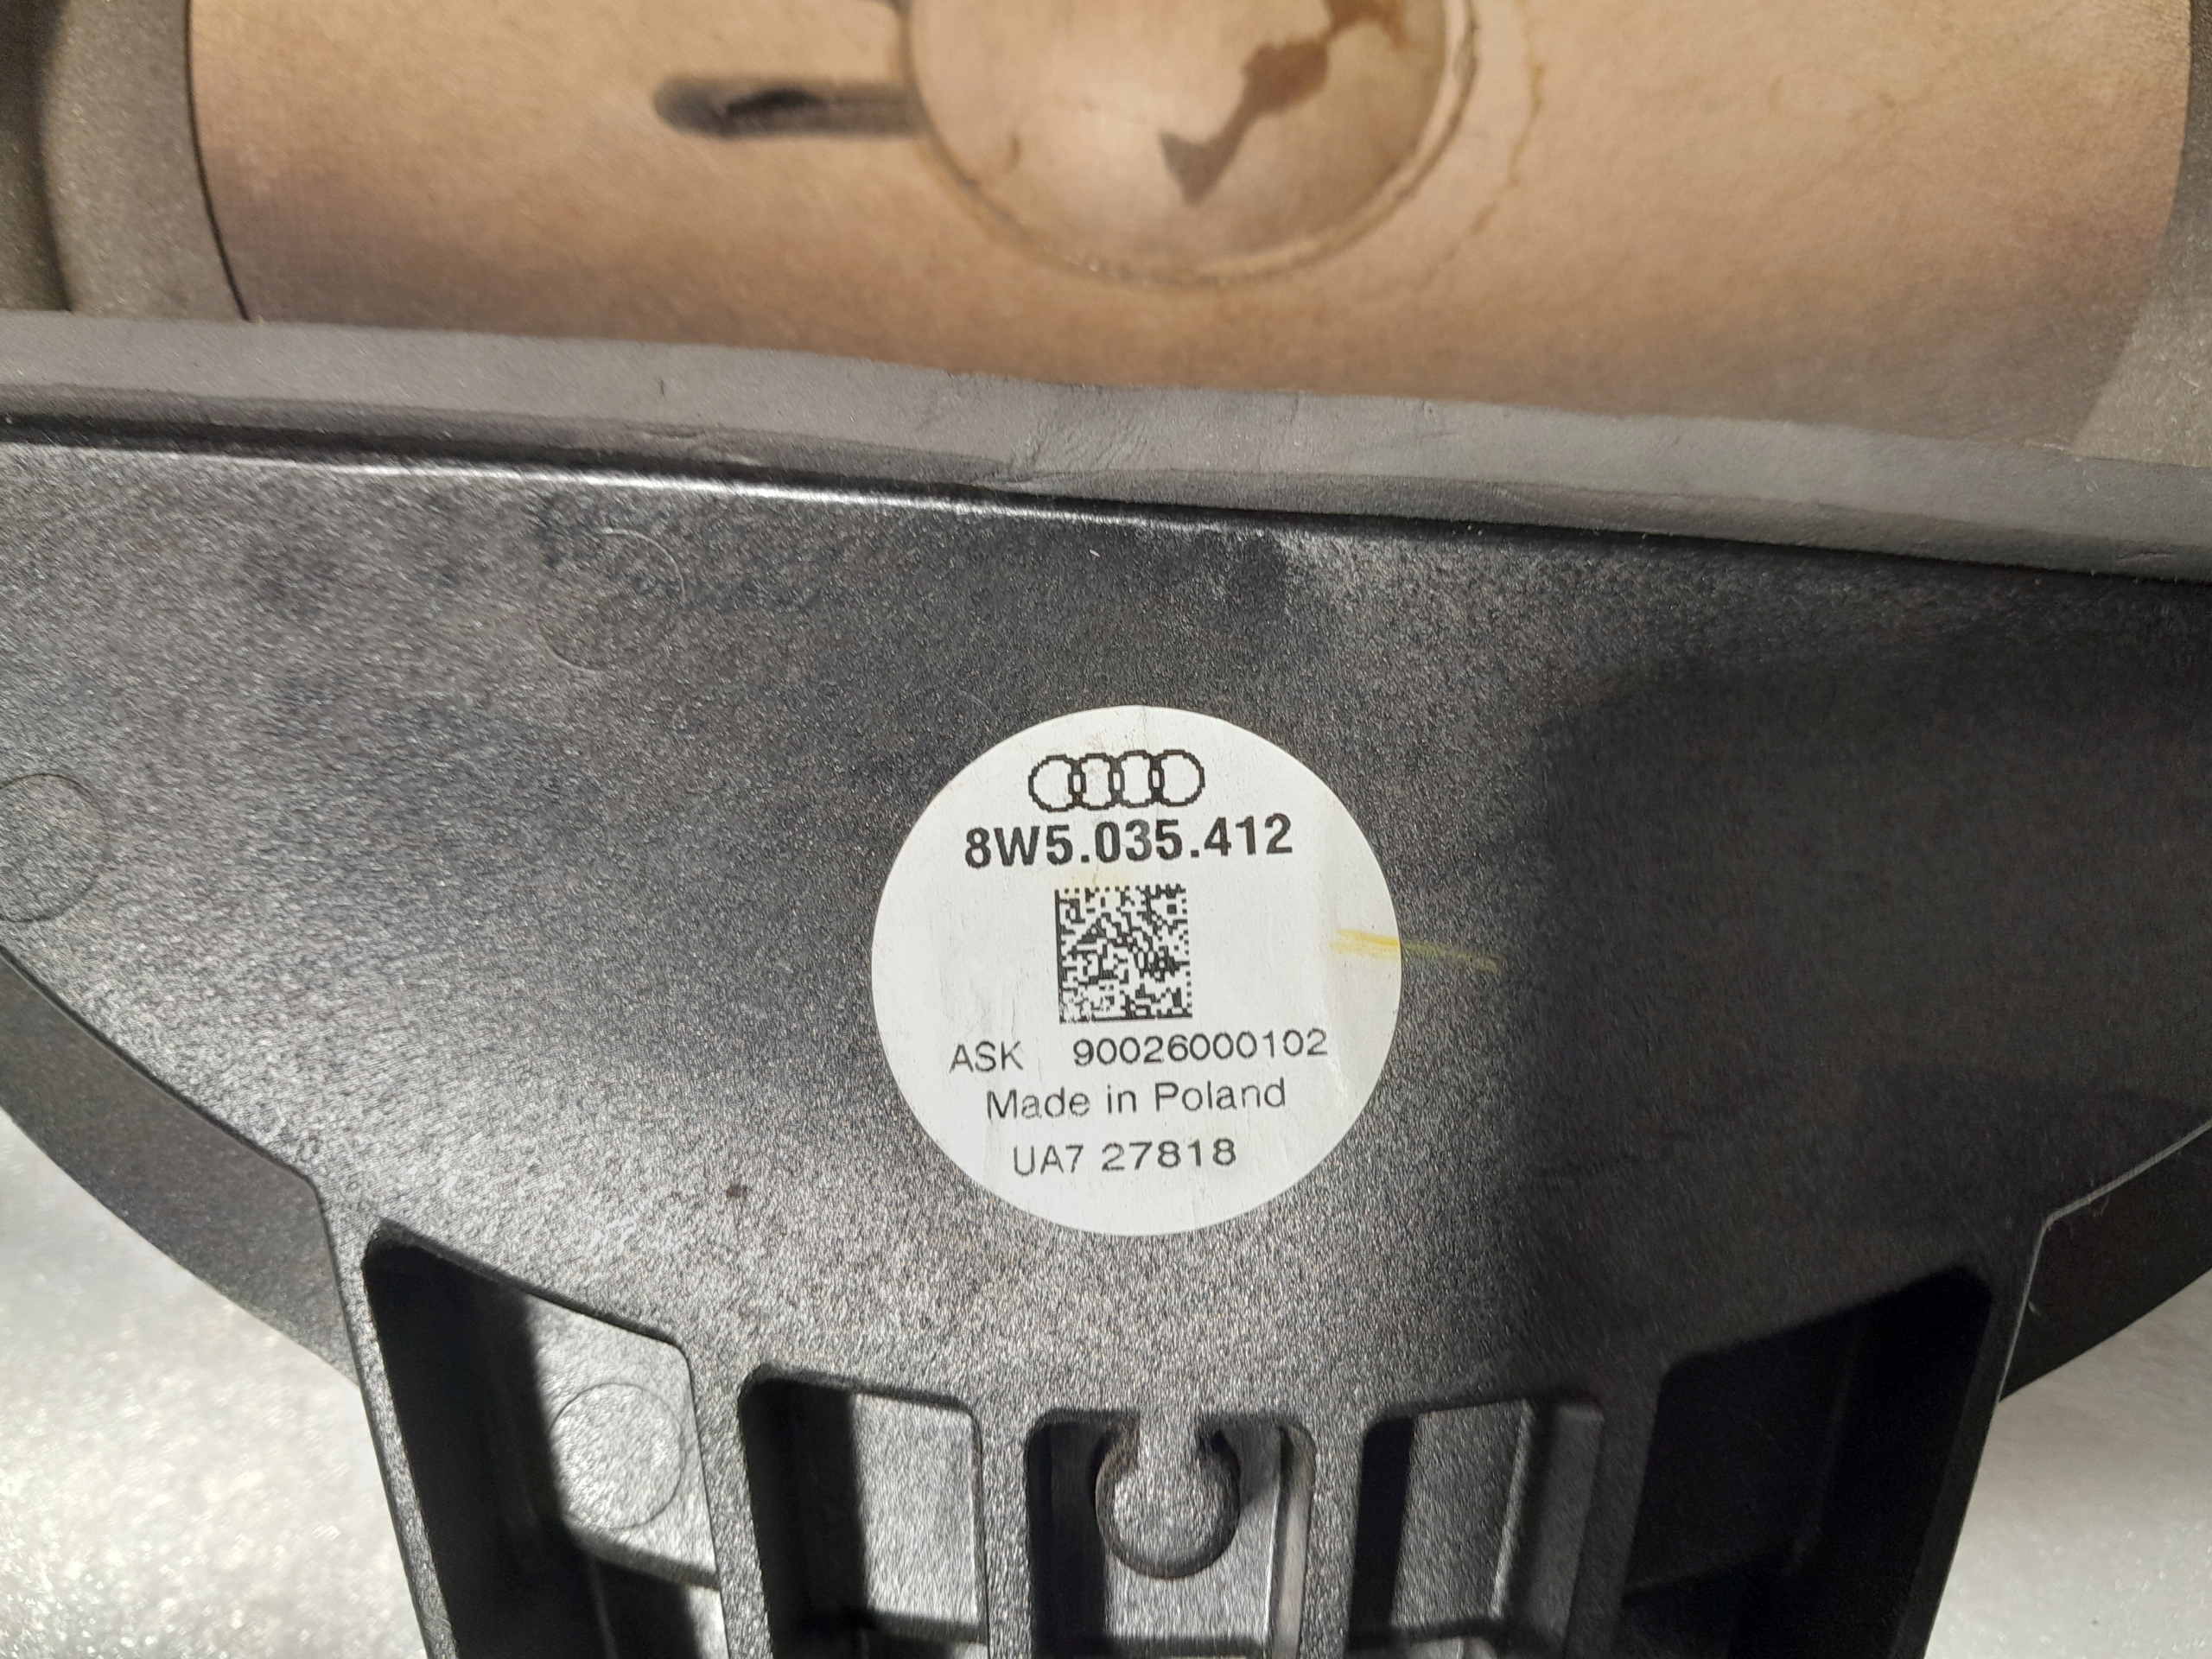 8W5.035.412
ASK 90026000102
Made in Poland
UA7 27818